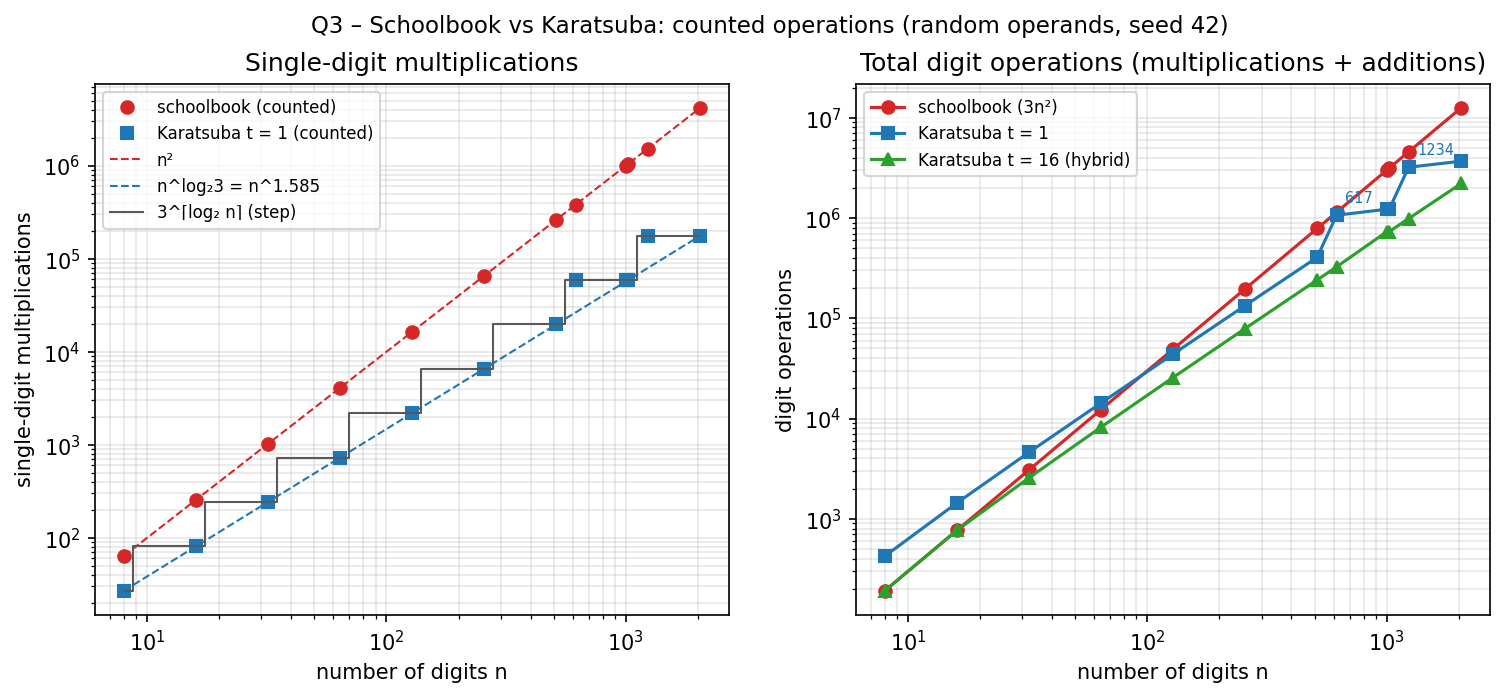 Q3 – Schoolbook vs Karatsuba: counted operations (random operands, seed 42)
Single-digit multiplications
schoolbook (counted)
Karatsuba t = 1 (counted)
n²
n^log₂3 = n^1.585
3^⌈log₂ n⌉ (step)
single-digit multiplications
10⁶
10⁵
10⁴
10³
10²
10¹
10²
10³
number of digits n
Total digit operations (multiplications + additions)
schoolbook (3n²)
Karatsuba t = 1
Karatsuba t = 16 (hybrid)
1234
617
digit operations
10⁷
10⁶
10⁵
10⁴
10³
10¹
10²
10³
number of digits n